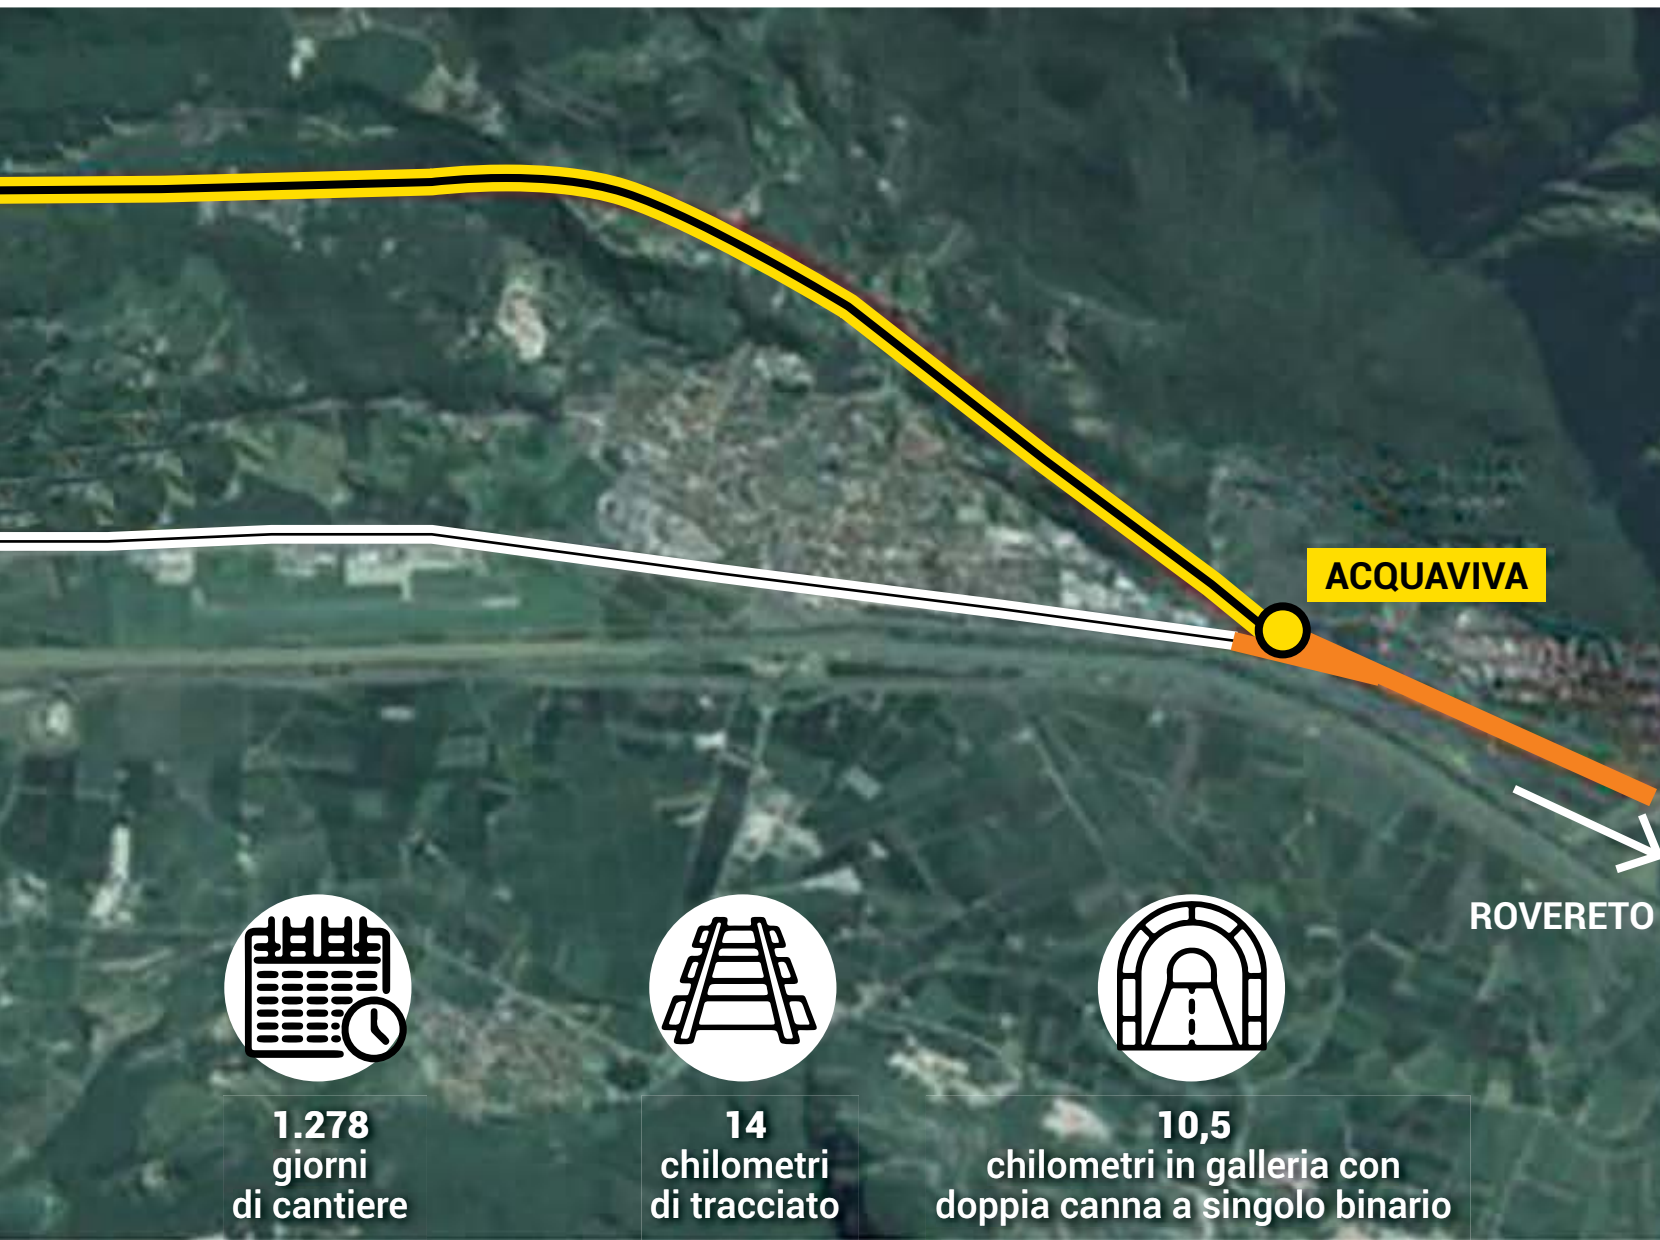 ACQUAVIVA
ROVERETO
1.278
giorni
di cantiere
14
chilometri
di tracciato
10,5
chilometri in galleria con
doppia canna a singolo binario